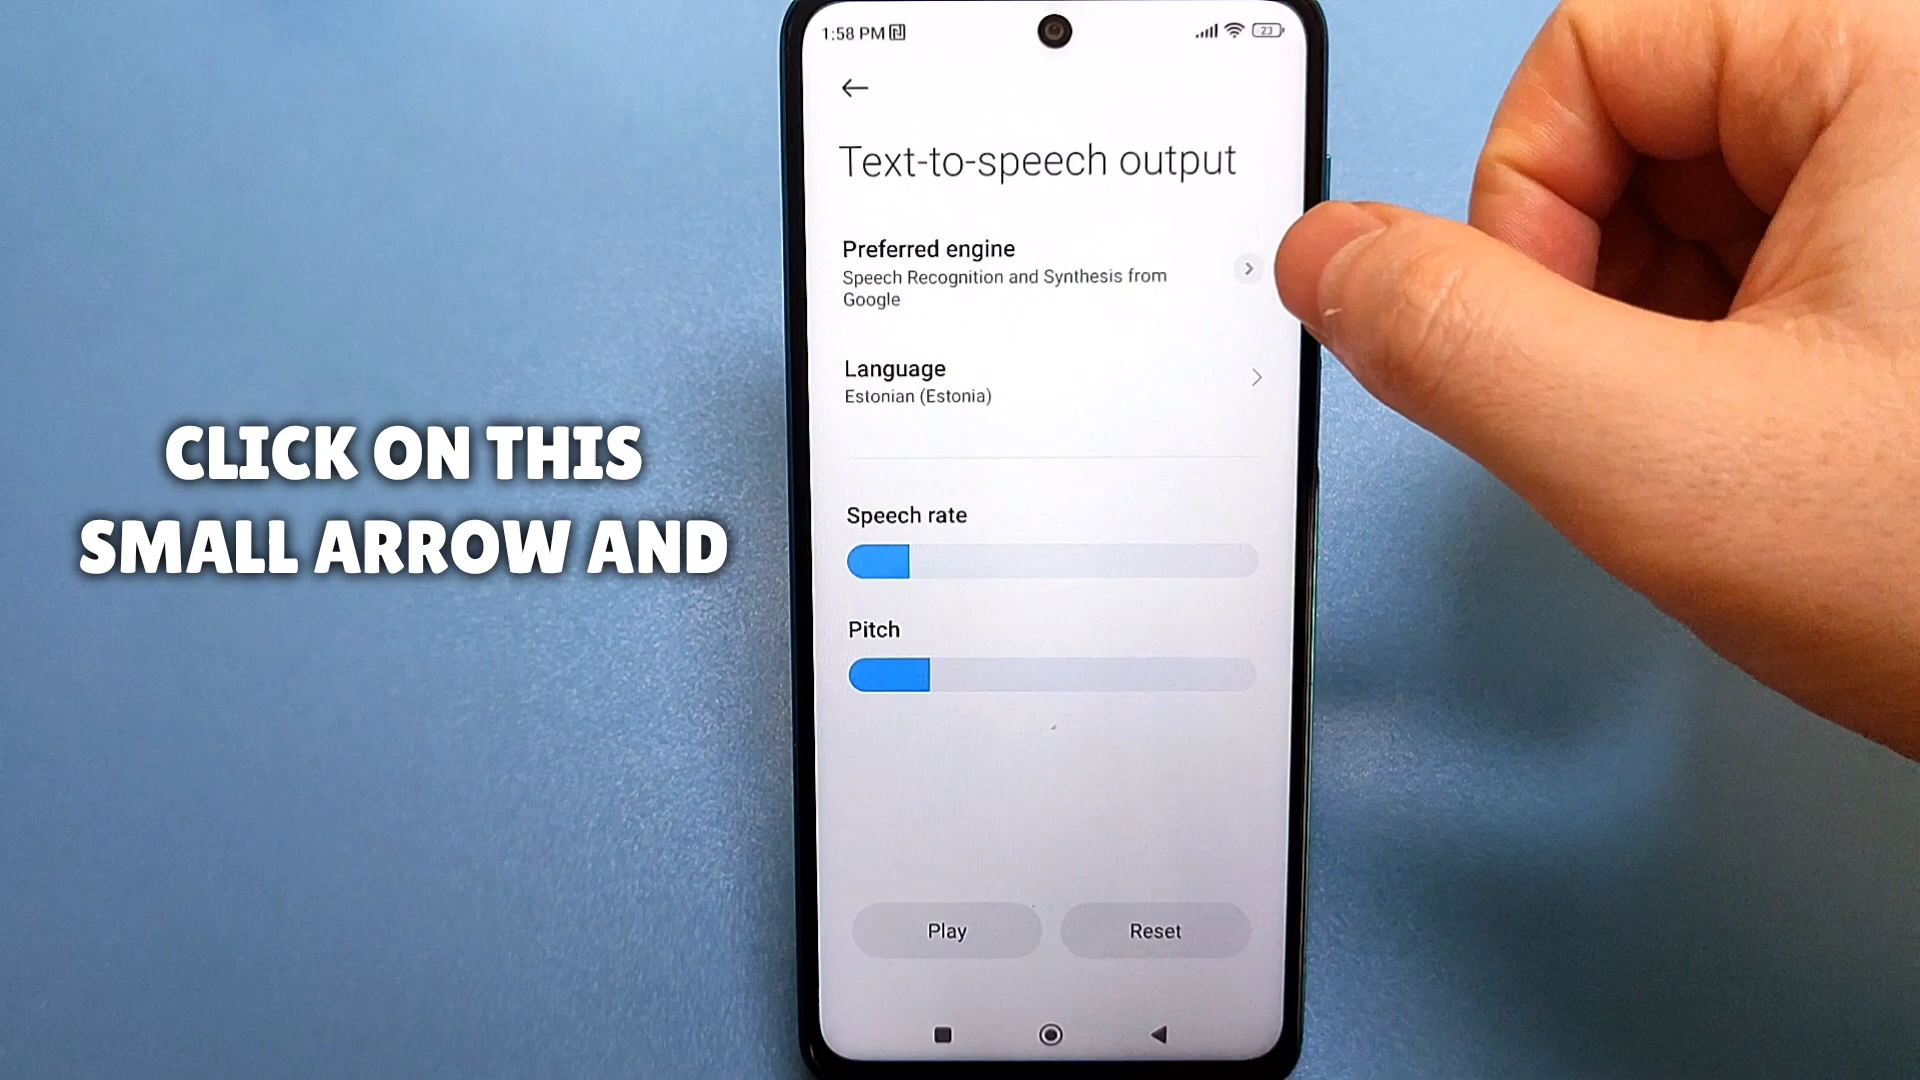 1:58 PM
23
Text-to-speech output
Preferred engine
Speech Recognition and Synthesis from
Google
Language
Estonian (Estonia)
CLICK ON THIS
SMALL ARROW AND
Speech rate
Pitch
Play
Reset